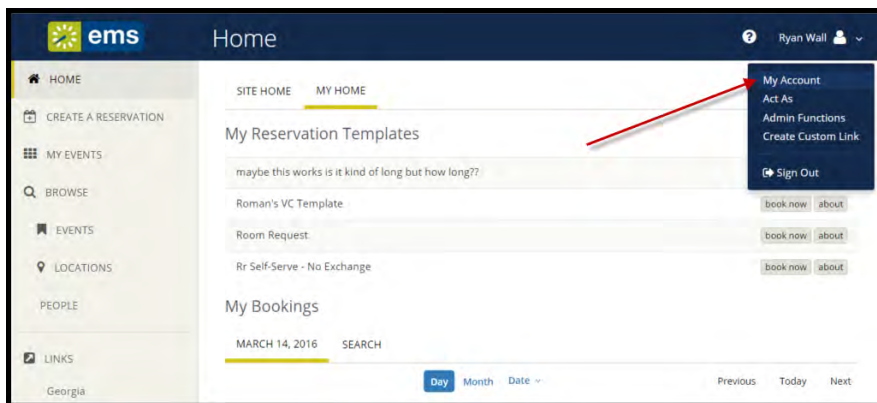 ems
Home
Ryan Wall
HOME
CREATE A RESERVATION
MY EVENTS
BROWSE
EVENTS
LOCATIONS
PEOPLE
LINKS
Georgia
My Account
Act As
Admin Functions
Create Custom Link
Sign Out
SITE HOME MY HOME
My Reservation Templates
maybe this works is it kind of long but how long??
Roman's VC Template book now about
Room Request book now about
Rr Self-Serve - No Exchange book now about
My Bookings
MARCH 14, 2016 SEARCH
Day Month Date Previous Today Next